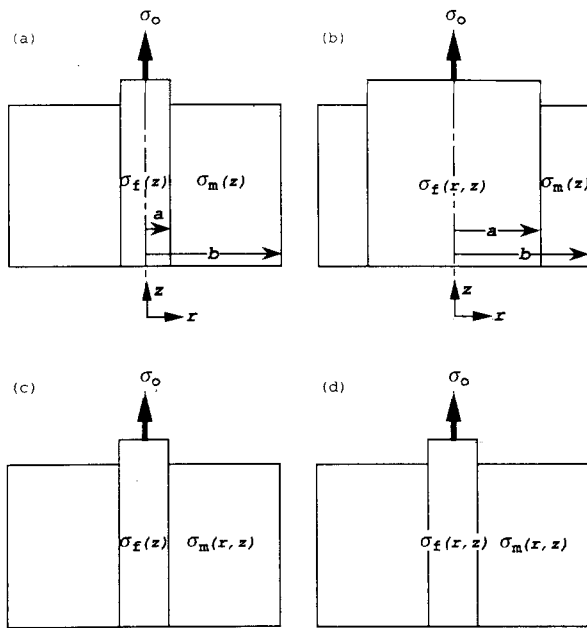 (a)
σo
σf(z)
σm(z)
a
b
z
r
(b)
σo
σf(r,z)
σm(z)
a
b
z
r
(c)
σo
σf(z)
σm(r,z)
(d)
σo
σf(r,z)
σm(r,z)